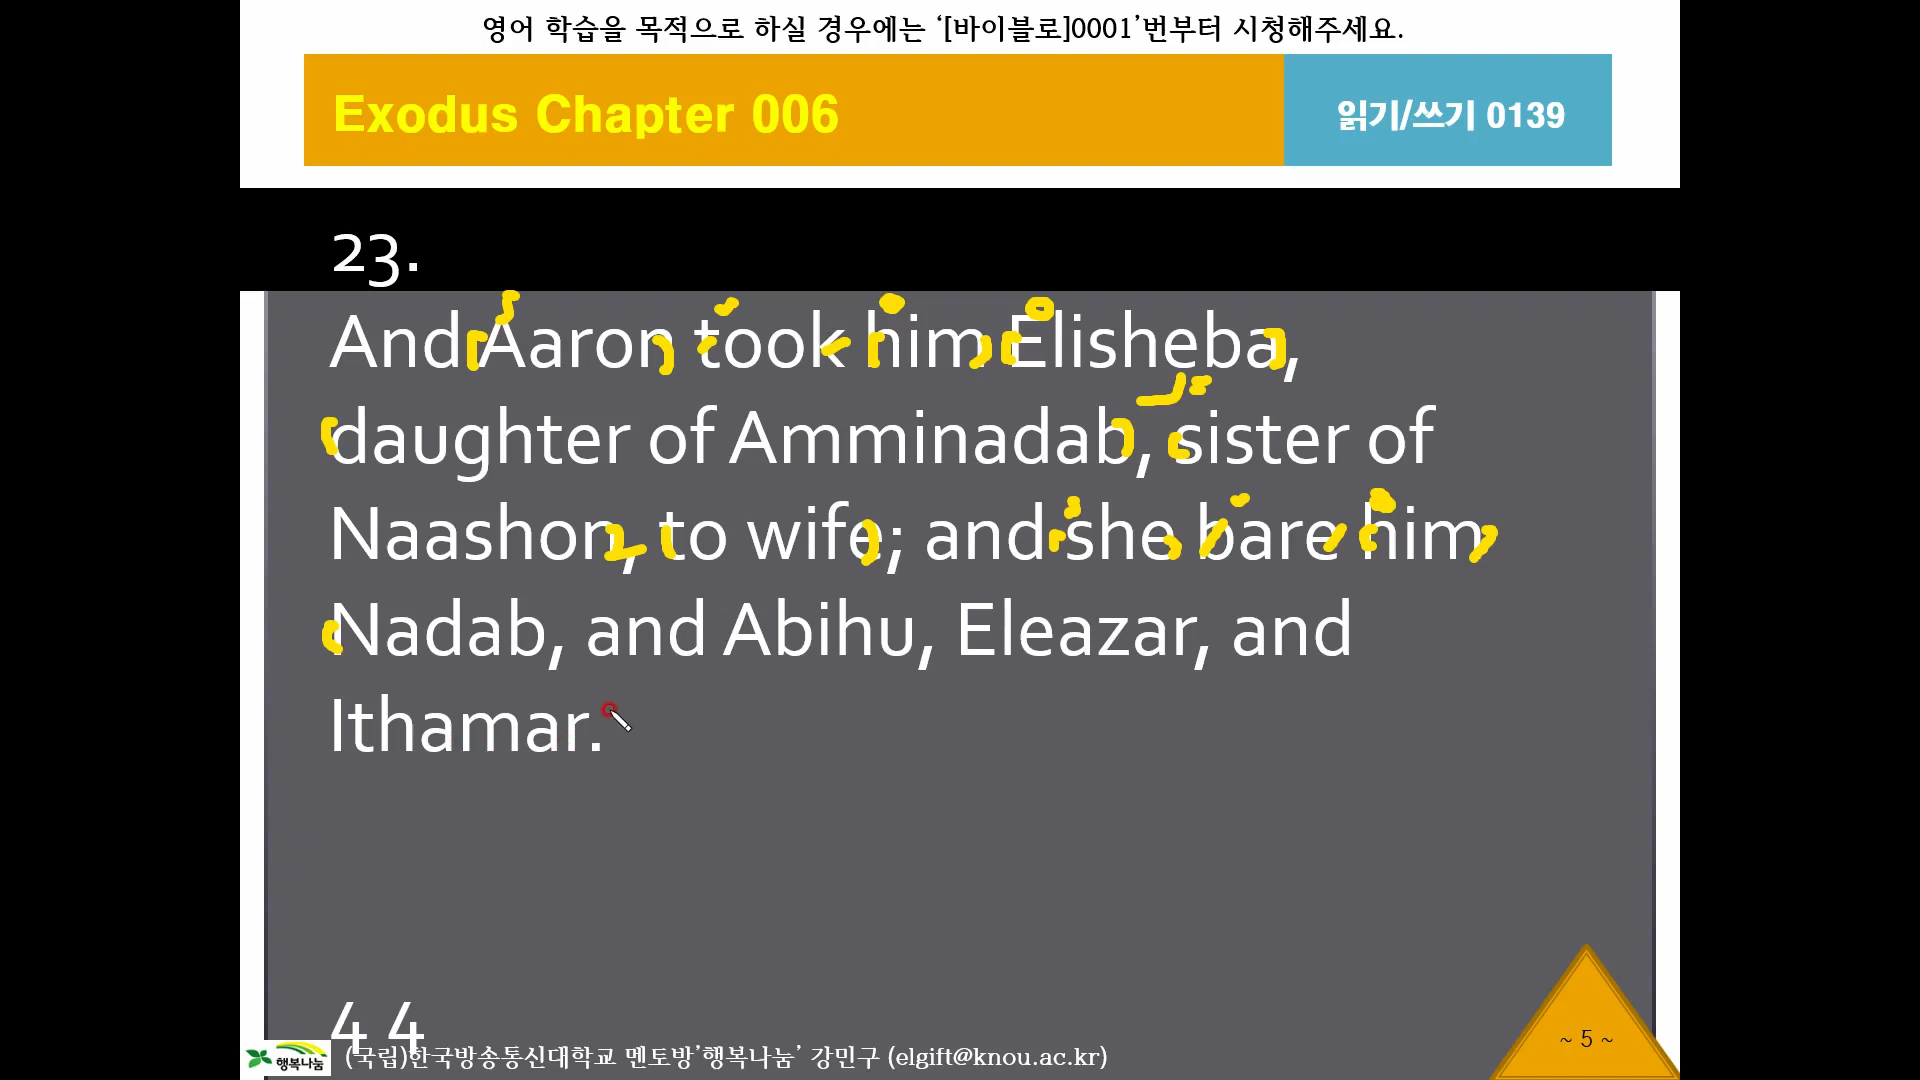 영어 학습을 목적으로 하실 경우에는 ‘[바이블로]0001’번부터 시청해주세요.
Exodus Chapter 006
읽기/쓰기 0139
23.
And Aaron took him Elisheba,
daughter of Amminadab, sister of
Naashon, to wife; and she bare him
Nadab, and Abihu, Eleazar, and
Ithamar.
44
행복나눔
(국립)한국방송통신대학교 멘토방’행복나눔’ 강민구 (elgift@knou.ac.kr)
~ 5 ~